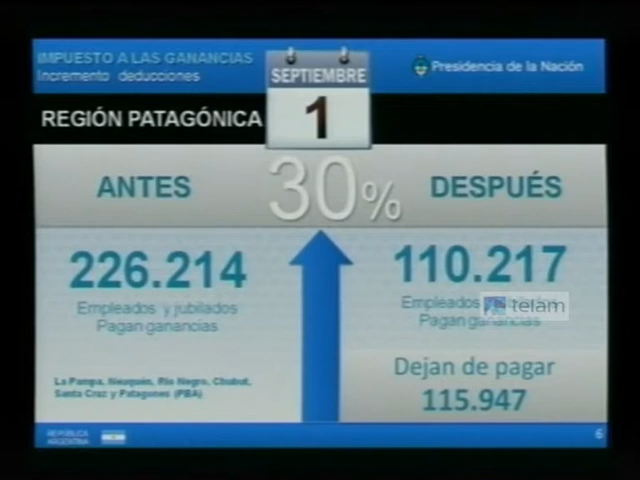 IMPUESTO A LAS GANANCIAS
Incremento deducciones
SEPTIEMBRE
1
Presidencia de la Nación
REGIÓN PATAGÓNICA
ANTES
30%
DESPUÉS
226.214
Empleados y jubilados
Pagan ganancias
110.217
Empleados
Pagan ganancias
telam
Dejan de pagar
115.947
La Pampa, Neuquén, Río Negro, Chubut,
Santa Cruz y Patagones (PBA)
REPÚBLICA
ARGENTINA
6